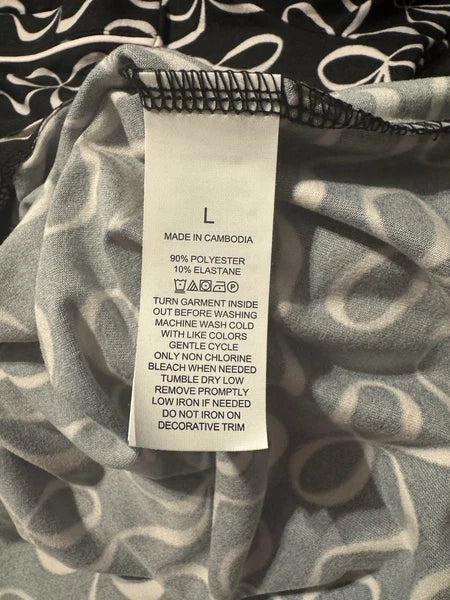 L
MADE IN CAMBODIA
90% POLYESTER
10% ELASTANE
TURN GARMENT INSIDE
OUT BEFORE WASHING
MACHINE WASH COLD
WITH LIKE COLORS
GENTLE CYCLE
ONLY NON CHLORINE
BLEACH WHEN NEEDED
TUMBLE DRY LOW
REMOVE PROMPTLY
LOW IRON IF NEEDED
DO NOT IRON ON
DECORATIVE TRIM